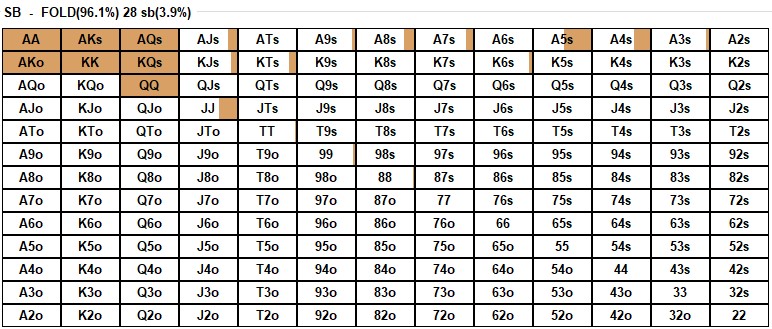 SB - FOLD(96.1%) 28 sb(3.9%)
AA AKs AQs AJs ATs A9s A8s A7s A6s A5s A4s A3s A2s
AKo KK KQs KJs KTs K9s K8s K7s K6s K5s K4s K3s K2s
AQo KQo QQ QJs QTs Q9s Q8s Q7s Q6s Q5s Q4s Q3s Q2s
AJo KJo QJo JJ JTs J9s J8s J7s J6s J5s J4s J3s J2s
ATo KTo QTo JTo TT T9s T8s T7s T6s T5s T4s T3s T2s
A9o K9o Q9o J9o T9o 99 98s 97s 96s 95s 94s 93s 92s
A8o K8o Q8o J8o T8o 98o 88 87s 86s 85s 84s 83s 82s
A7o K7o Q7o J7o T7o 97o 87o 77 76s 75s 74s 73s 72s
A6o K6o Q6o J6o T6o 96o 86o 76o 66 65s 64s 63s 62s
A5o K5o Q5o J5o T5o 95o 85o 75o 65o 55 54s 53s 52s
A4o K4o Q4o J4o T4o 94o 84o 74o 64o 54o 44 43s 42s
A3o K3o Q3o J3o T3o 93o 83o 73o 63o 53o 43o 33 32s
A2o K2o Q2o J2o T2o 92o 82o 72o 62o 52o 42o 32o 22